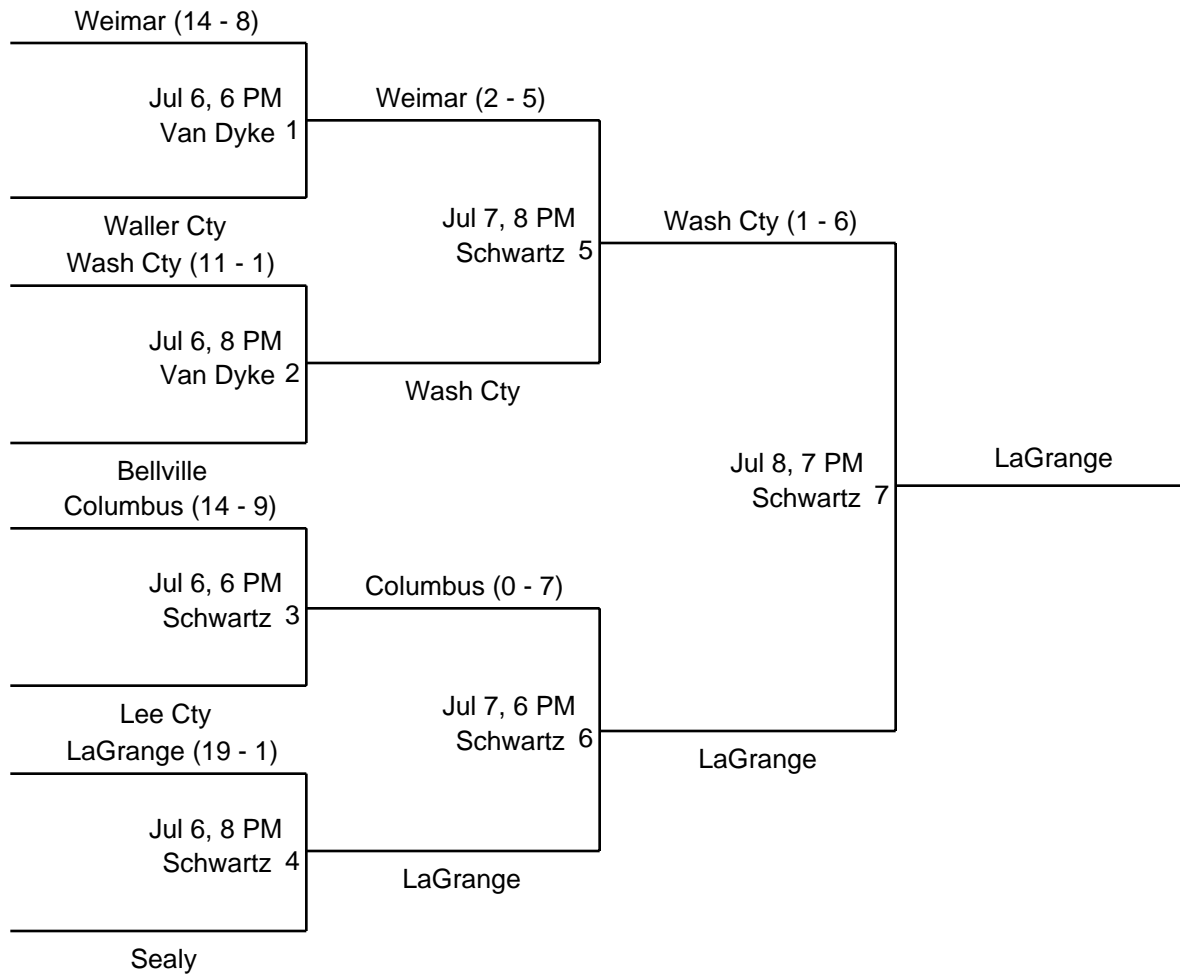 Weimar (14 - 8)
Jul 6, 6 PM
Van Dyke 1
Waller Cty
Wash Cty (11 - 1)
Jul 6, 8 PM
Van Dyke 2
Bellville
Columbus (14 - 9)
Jul 6, 6 PM
Schwartz 3
Lee Cty
LaGrange (19 - 1)
Jul 6, 8 PM
Schwartz 4
Sealy
Weimar (2 - 5)
Jul 7, 8 PM
Schwartz 5
Wash Cty
Columbus (0 - 7)
Jul 7, 6 PM
Schwartz 6
LaGrange
Wash Cty (1 - 6)
Jul 8, 7 PM
Schwartz 7
LaGrange
LaGrange